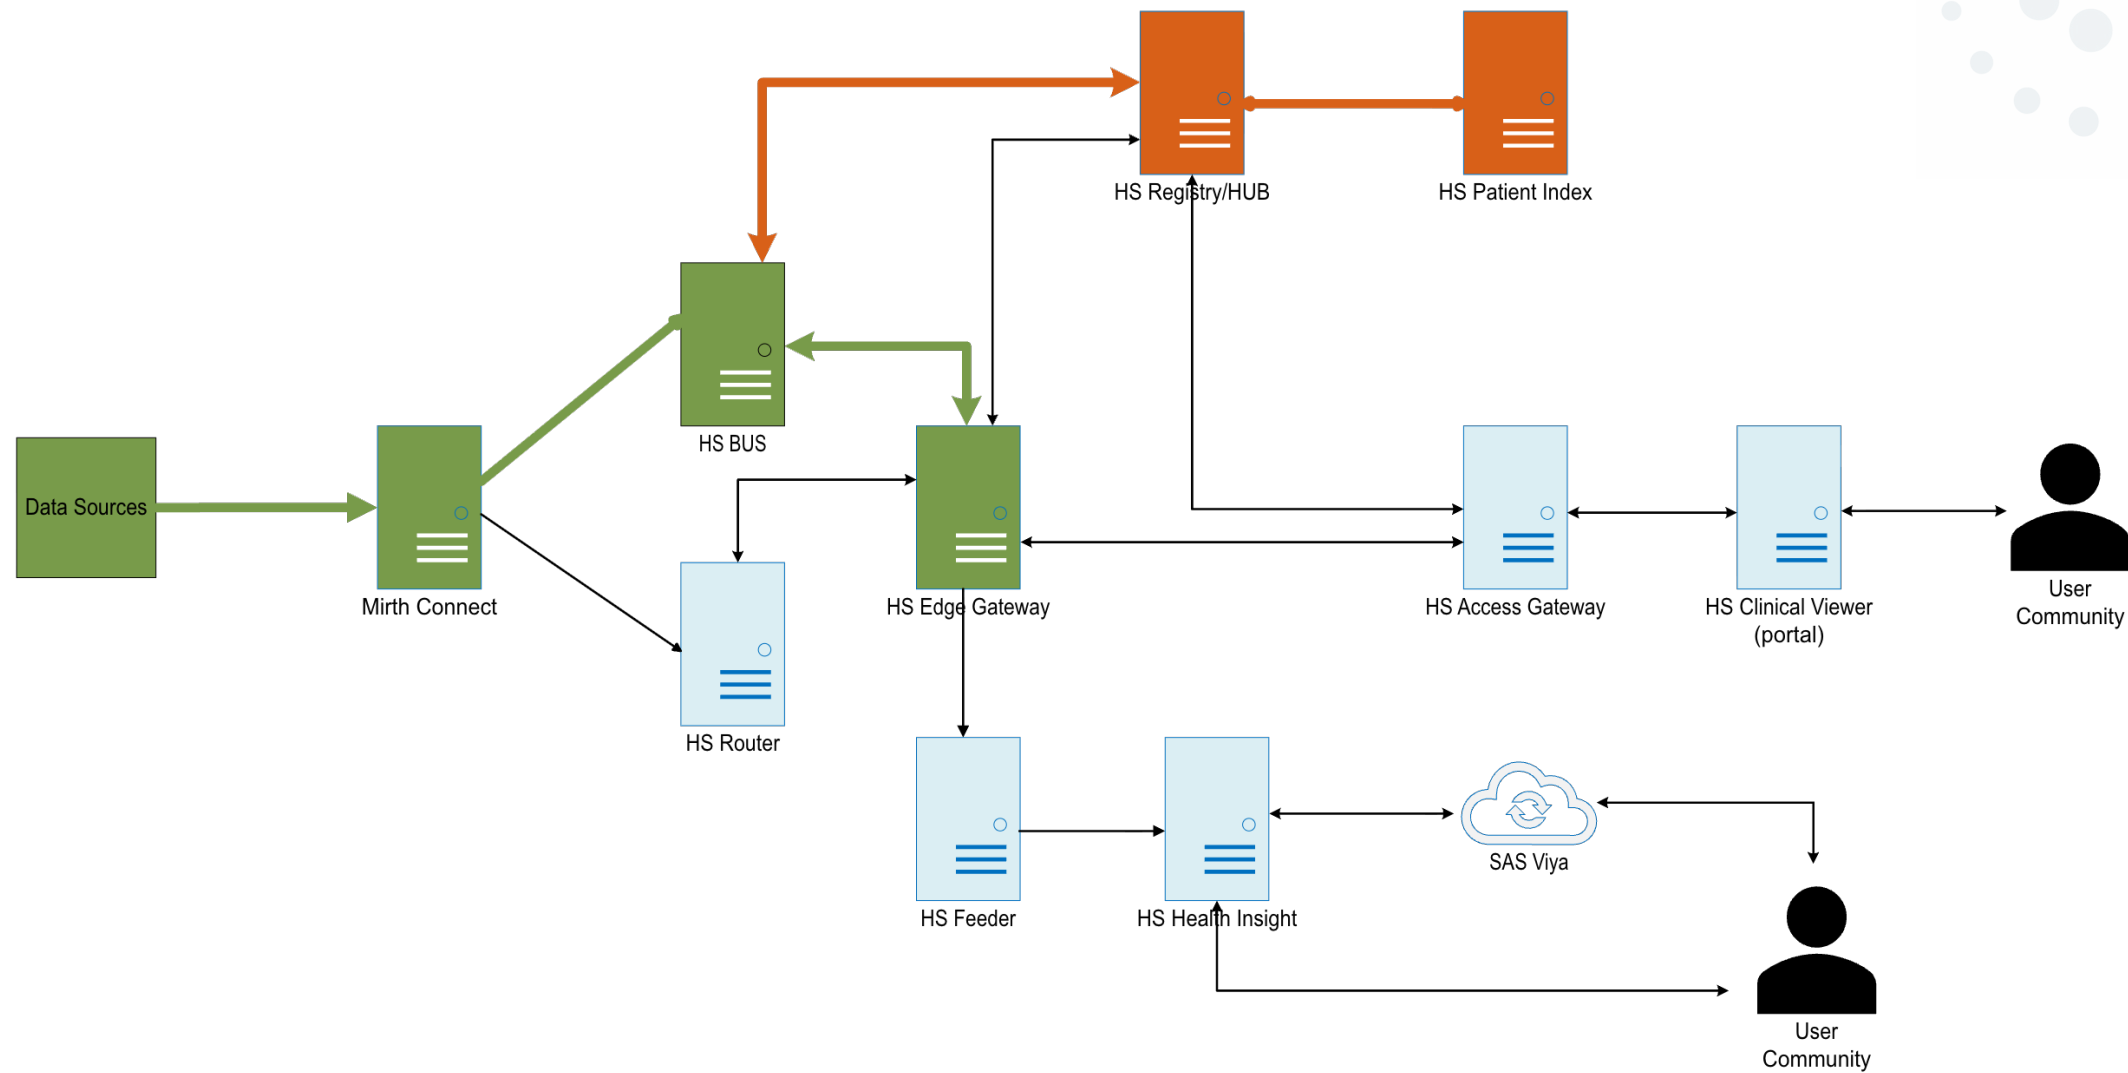 HS Registry/HUB
HS Patient Index
HS BUS
Data Sources
Mirth Connect
HS Edge Gateway
HS Access Gateway
HS Clinical Viewer
(portal)
User
Community
HS Router
HS Feeder
HS Health Insight
SAS Viya
User
Community